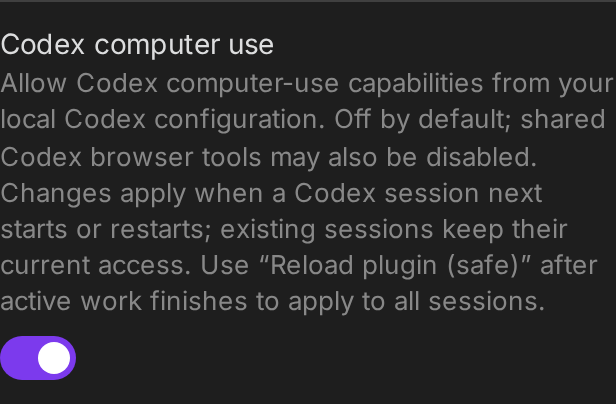 Codex computer use
Allow Codex computer-use capabilities from your
local Codex configuration. Off by default; shared
Codex browser tools may also be disabled.
Changes apply when a Codex session next
starts or restarts; existing sessions keep their
current access. Use “Reload plugin (safe)” after
active work finishes to apply to all sessions.